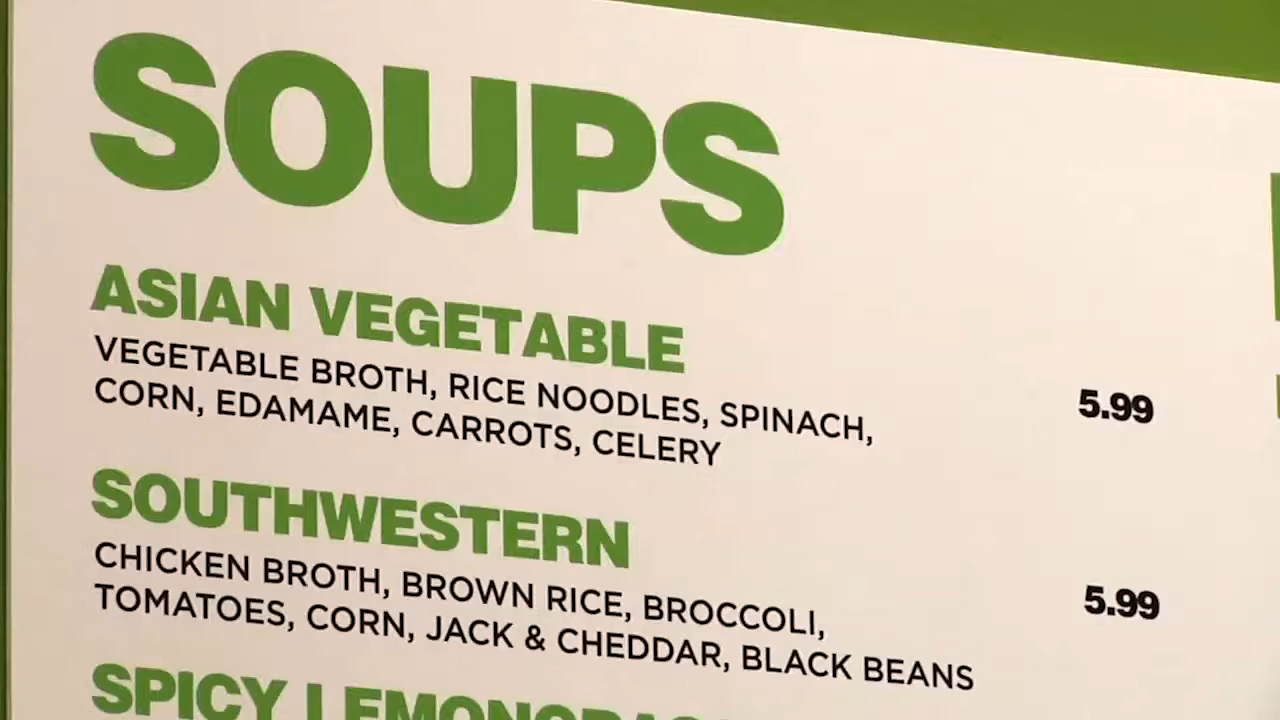 SOUPS
ASIAN VEGETABLE
VEGETABLE BROTH, RICE NOODLES, SPINACH,
CORN, EDAMAME, CARROTS, CELERY
5.99
SOUTHWESTERN
CHICKEN BROTH, BROWN RICE, BROCCOLI,
TOMATOES, CORN, JACK & CHEDDAR, BLACK BEANS
5.99
SPICY